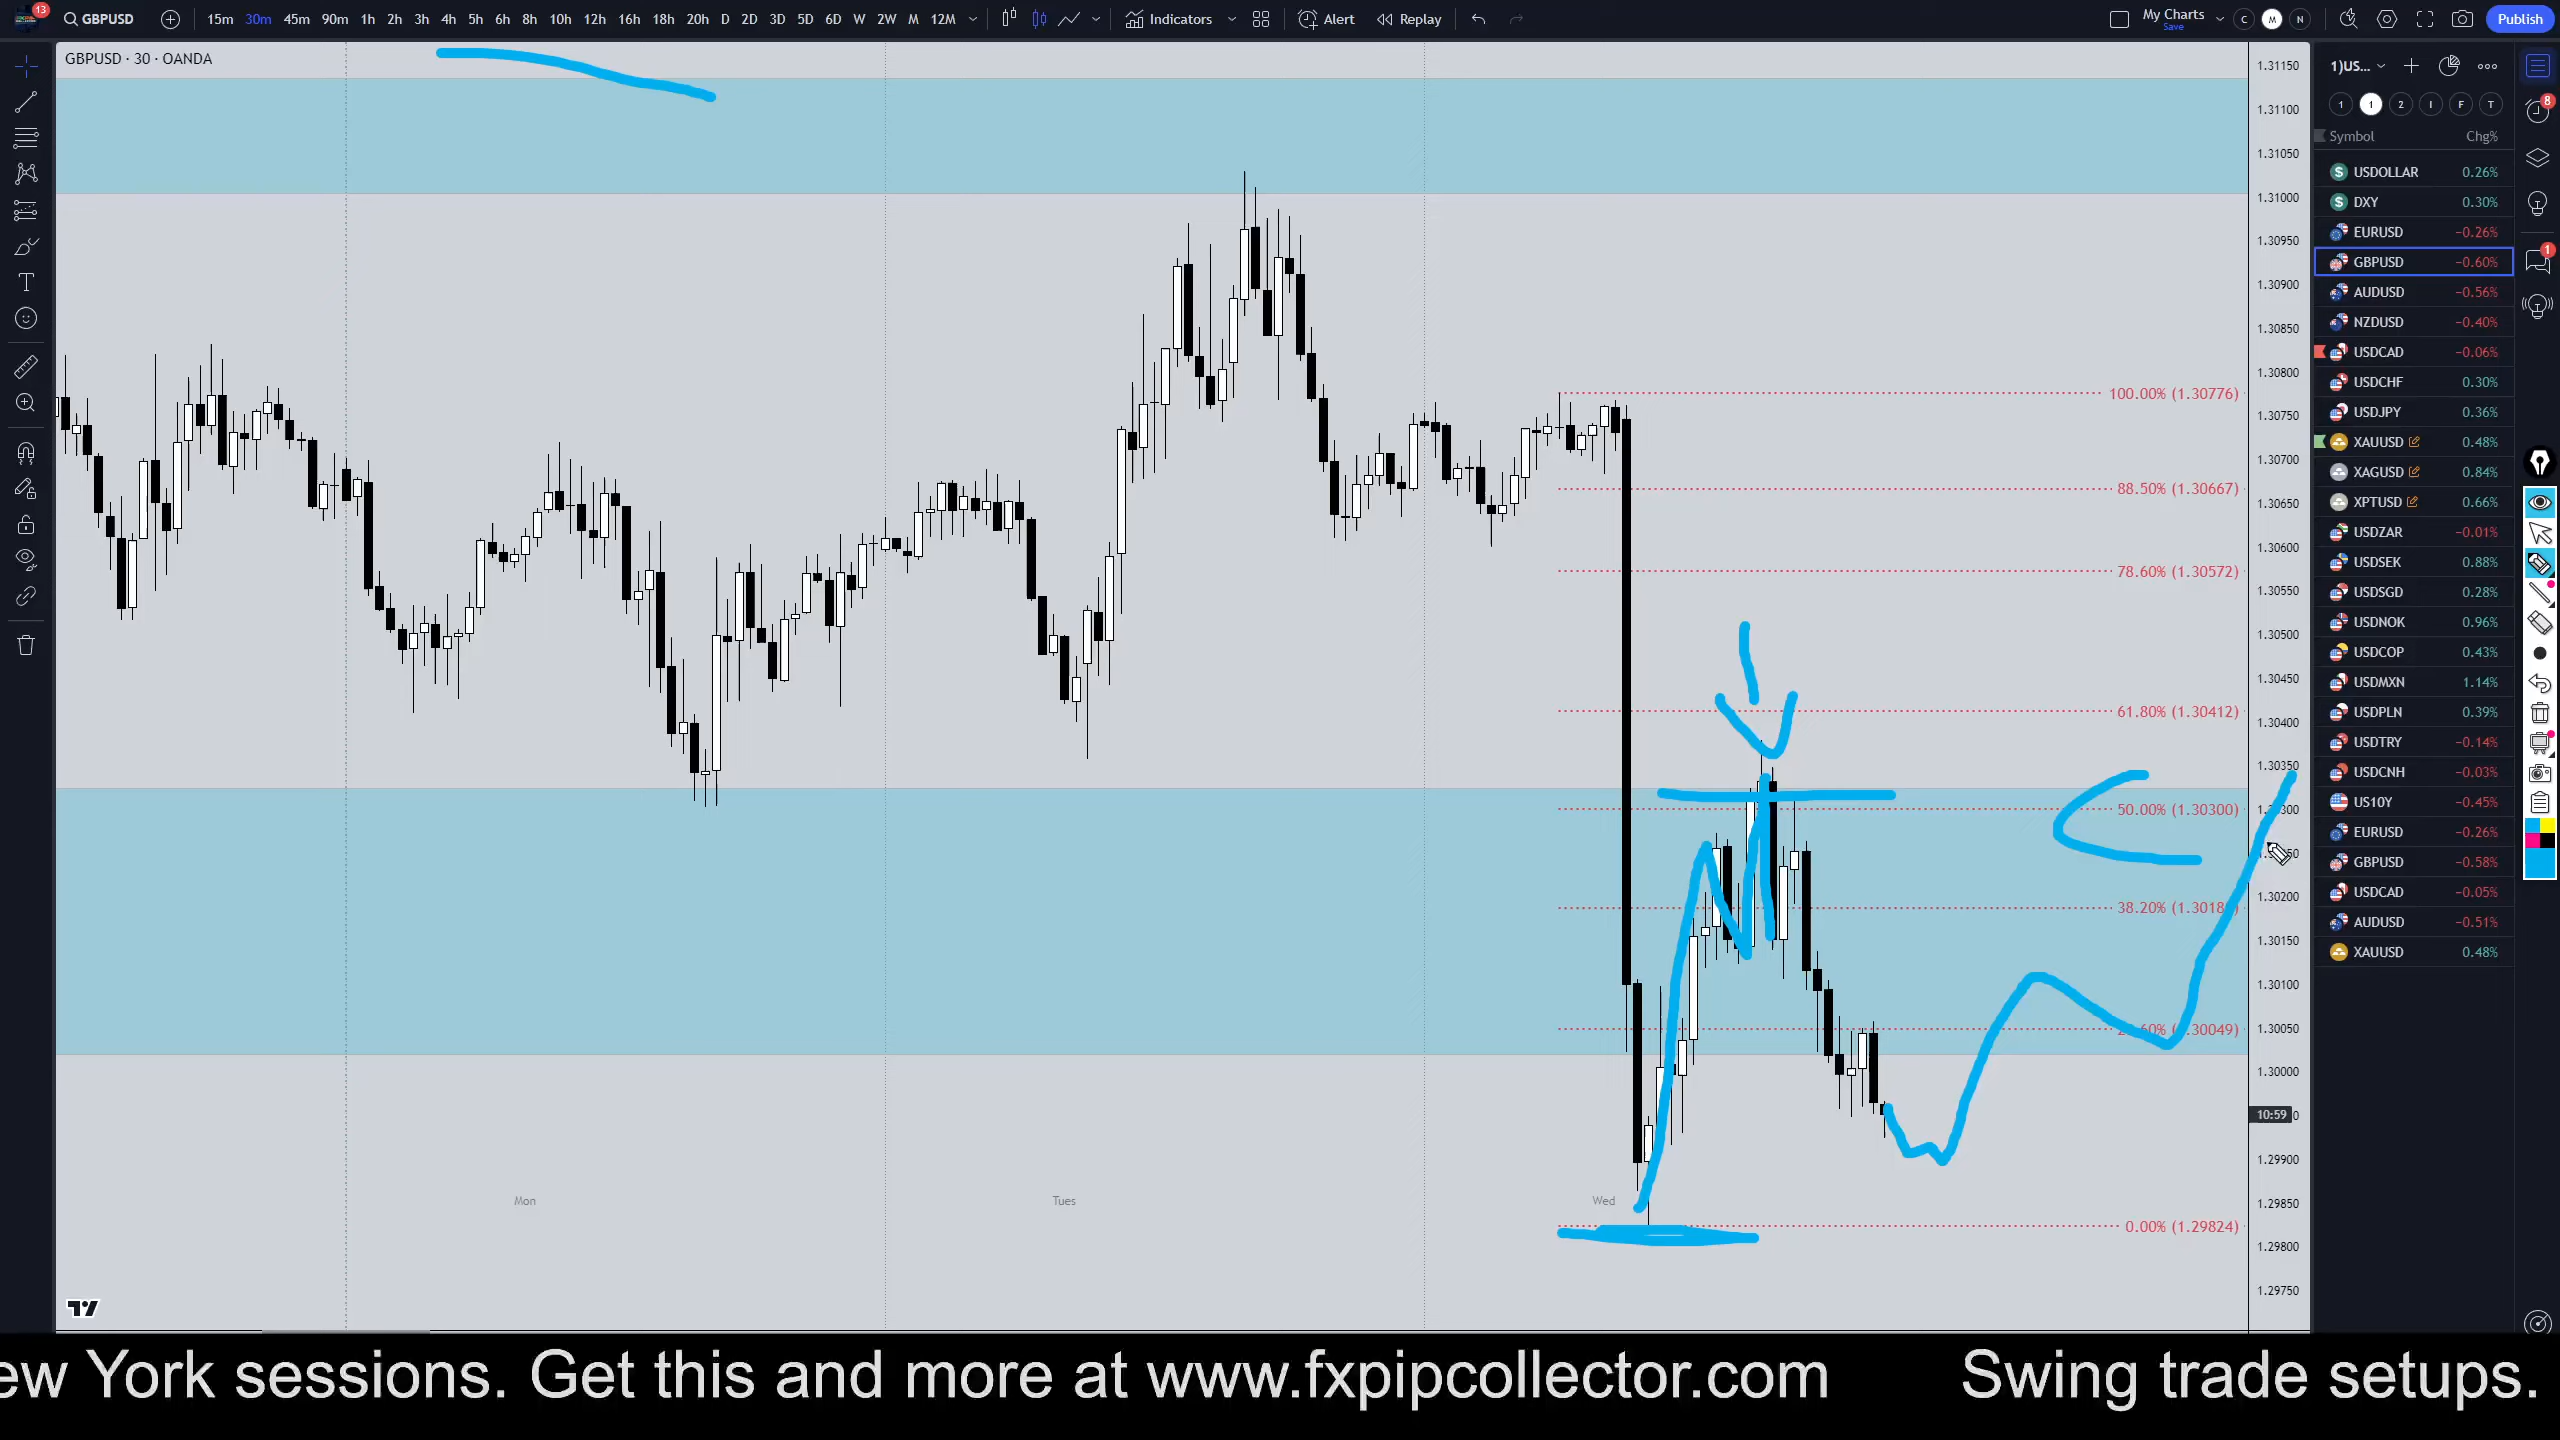 13
GBPUSD
15m 30m 45m 90m 1h 2h 3h 4h 5h 6h 8h 10h 12h 16h 18h 20h D 2D 3D 5D 6D W 2W M 12M
Indicators
Alert
Replay
My Charts
Save
C M N
Publish
GBPUSD · 30 · OANDA
1)US...
8
1 1 2 I F T
Symbol Chg%
USDOLLAR 0.26%
DXY 0.30%
EURUSD −0.26%
GBPUSD −0.60%
1
AUDUSD −0.56%
NZDUSD −0.40%
USDCAD −0.06%
USDCHF 0.30%
USDJPY 0.36%
XAUUSD 0.48%
XAGUSD 0.84%
XPTUSD 0.66%
USDZAR −0.01%
USDSEK 0.88%
USDSGD 0.28%
USDNOK 0.96%
USDCOP 0.43%
USDMXN 1.14%
USDPLN 0.39%
USDTRY −0.14%
USDCNH −0.03%
US10Y −0.45%
EURUSD −0.26%
GBPUSD −0.58%
USDCAD −0.05%
AUDUSD −0.51%
XAUUSD 0.48%
1.31150
1.31100
1.31050
1.31000
1.30950
1.30900
1.30850
1.30800
1.30750
1.30700
1.30650
1.30600
1.30550
1.30500
1.30450
1.30400
1.30350
1.30200
1.30150
1.30100
1.30050
1.30000
10:59
1.29900
1.29850
1.29800
1.29750
100.00% (1.30776)
88.50% (1.30667)
78.60% (1.30572)
61.80% (1.30412)
50.00% (1.30300)
38.20% (1.3018
0.00% (1.29824)
Mon Tues Wed
ew York sessions. Get this and more at www.fxpipcollector.com Swing trade setups.